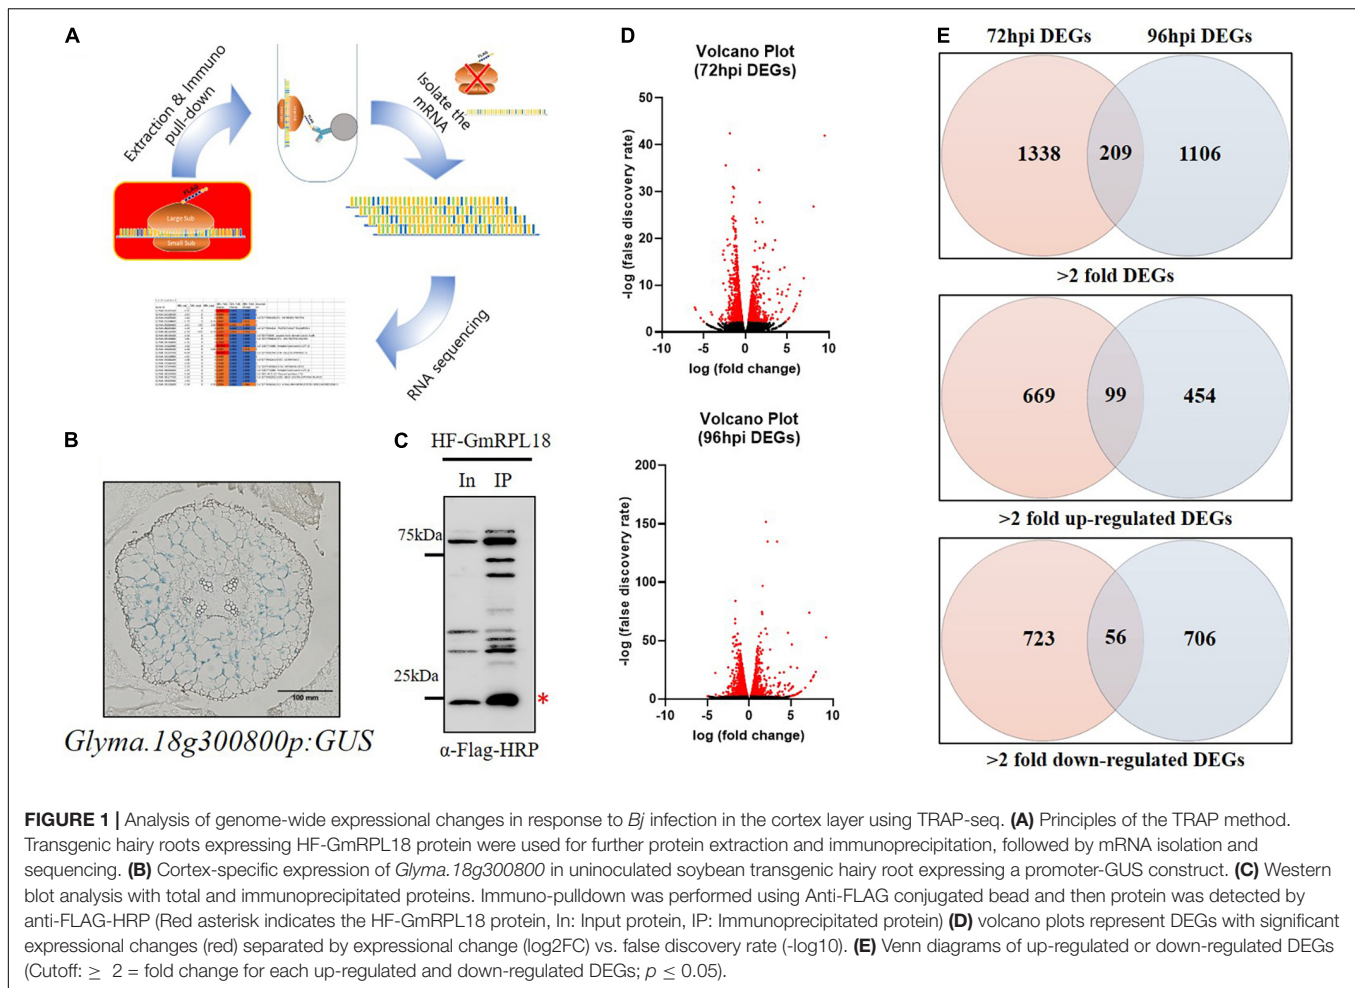 A
Extraction & Immuno
pull-down
FLAG
Isolate the
mRNA
FLAG
Large Sub
Small Sub
RNA sequencing
B
Glyma.18g300800p:GUS
100 mm
C
HF-GmRPL18
In IP
75kDa
25kDa
*
α-Flag-HRP
D
Volcano Plot
(72hpi DEGs)
-log (false discovery rate)
50
40
30
20
10
0
-10 -5 0 5 10
log (fold change)
Volcano Plot
(96hpi DEGs)
-log (false discovery rate)
200
150
100
50
0
-10 -5 0 5 10
log (fold change)
E
72hpi DEGs 96hpi DEGs
1338 209 1106
>2 fold DEGs
669 99 454
>2 fold up-regulated DEGs
723 56 706
>2 fold down-regulated DEGs
FIGURE 1 | Analysis of genome-wide expressional changes in response to Bj infection in the cortex layer using TRAP-seq. (A) Principles of the TRAP method.
Transgenic hairy roots expressing HF-GmRPL18 protein were used for further protein extraction and immunoprecipitation, followed by mRNA isolation and
sequencing. (B) Cortex-specific expression of Glyma.18g300800 in uninoculated soybean transgenic hairy root expressing a promoter-GUS construct. (C) Western
blot analysis with total and immunoprecipitated proteins. Immuno-pulldown was performed using Anti-FLAG conjugated bead and then protein was detected by
anti-FLAG-HRP (Red asterisk indicates the HF-GmRPL18 protein, In: Input protein, IP: Immunoprecipitated protein) (D) volcano plots represent DEGs with significant
expressional changes (red) separated by expressional change (log2FC) vs. false discovery rate (-log10). (E) Venn diagrams of up-regulated or down-regulated DEGs
(Cutoff: ≥ 2 = fold change for each up-regulated and down-regulated DEGs; p ≤ 0.05).